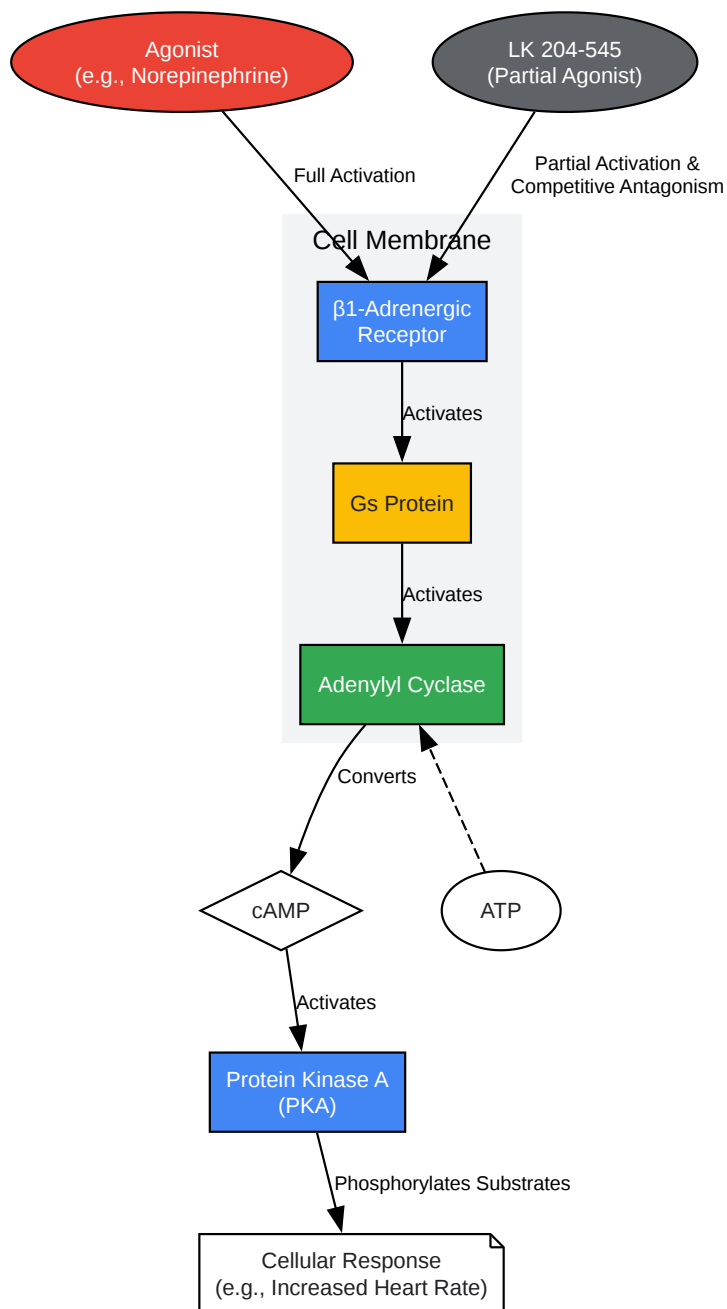 Agonist
(e.g., Norepinephrine)
LK 204-545
(Partial Agonist)
Full Activation
Partial Activation &
Competitive Antagonism
Cell Membrane
β1-Adrenergic
Receptor
Activates
Gs Protein
Activates
Adenylyl Cyclase
Converts
cAMP
ATP
Activates
Protein Kinase A
(PKA)
Phosphorylates Substrates
Cellular Response
(e.g., Increased Heart Rate)